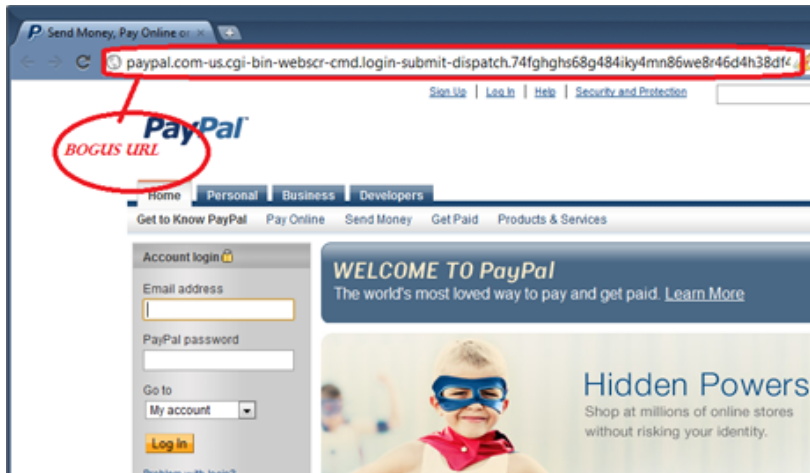 Send Money, Pay Online or
paypal.com-us.cgi-bin-webscr-cmd.login-submit-dispatch.74fghghs68g484iky4mn86we8r46d4h38df4
Sign Up | Log In | Help | Security and Protection
PayPal
BOGUS URL
Home Personal Business Developers
Get to Know PayPal Pay Online Send Money Get Paid Products & Services
Account login
Email address
PayPal password
Go to
My account
Log In
Problem with login?
WELCOME TO PayPal
The world's most loved way to pay and get paid. Learn More
Hidden Powers
Shop at millions of online stores
without risking your identity.